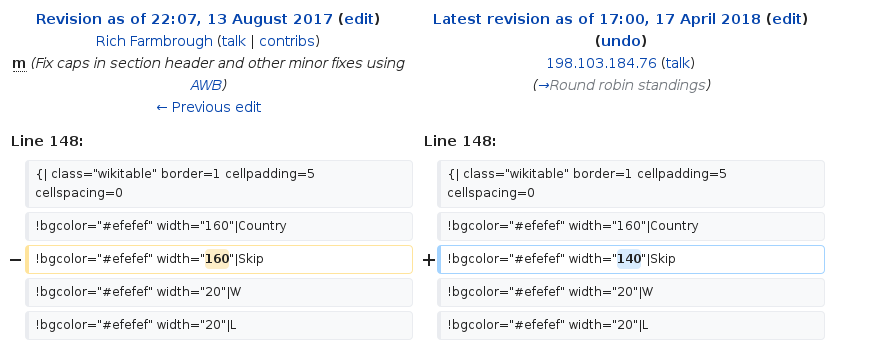 Revision as of 22:07, 13 August 2017 (edit)
Rich Farmbrough (talk | contribs)
m (Fix caps in section header and other minor fixes using
AWB)
← Previous edit
Latest revision as of 17:00, 17 April 2018 (edit)
(undo)
198.103.184.76 (talk)
(→Round robin standings)
Line 148:
Line 148:
{| class="wikitable" border=1 cellpadding=5
cellspacing=0
{| class="wikitable" border=1 cellpadding=5
cellspacing=0
!bgcolor="#efefef" width="160"|Country
!bgcolor="#efefef" width="160"|Country
− !bgcolor="#efefef" width="160"|Skip
+ !bgcolor="#efefef" width="140"|Skip
!bgcolor="#efefef" width="20"|W
!bgcolor="#efefef" width="20"|W
!bgcolor="#efefef" width="20"|L
!bgcolor="#efefef" width="20"|L